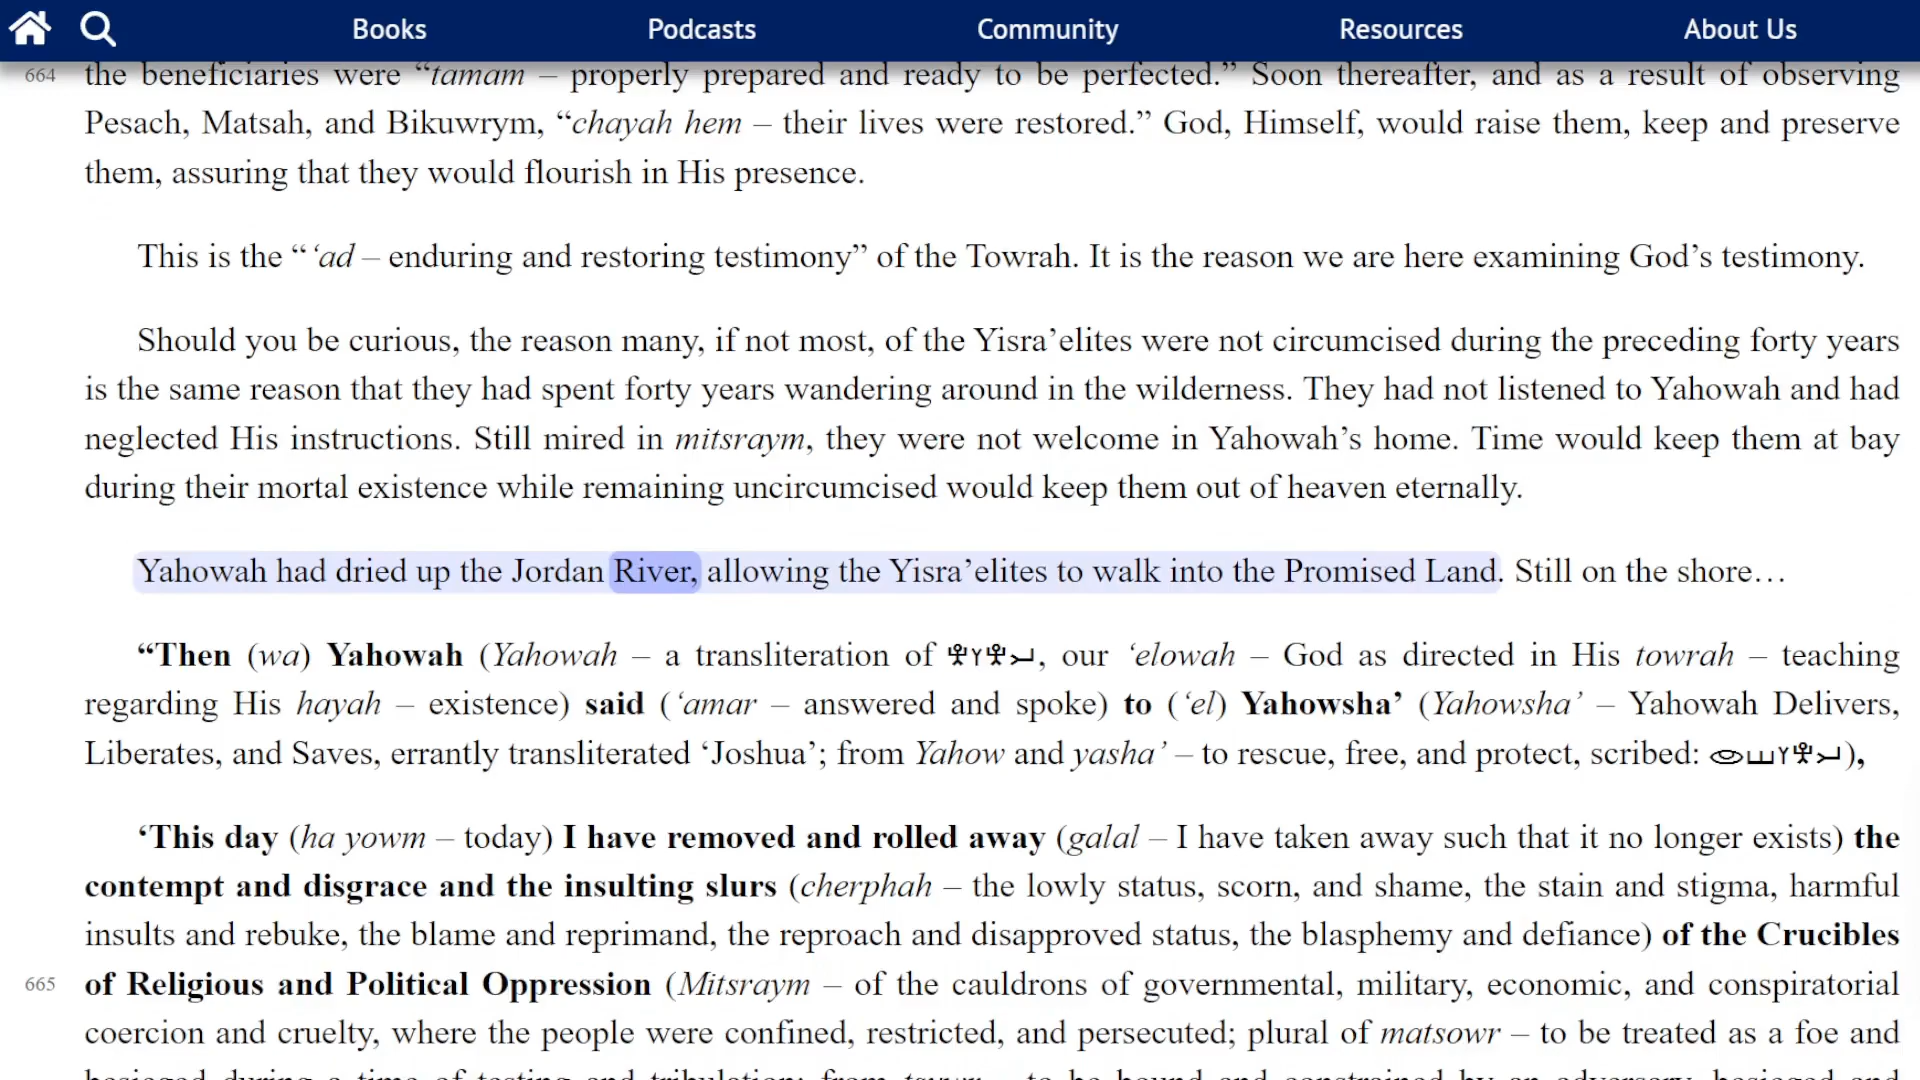 Books Podcasts Community Resources About Us
664 the beneficiaries were “tamam – properly prepared and ready to be perfected.” Soon thereafter, and as a result of observing
Pesach, Matsah, and Bikuwrym, “chayah hem – their lives were restored.” God, Himself, would raise them, keep and preserve
them, assuring that they would flourish in His presence.
This is the “‘ad – enduring and restoring testimony” of the Towrah. It is the reason we are here examining God’s testimony.
Should you be curious, the reason many, if not most, of the Yisra’elites were not circumcised during the preceding forty years
is the same reason that they had spent forty years wandering around in the wilderness. They had not listened to Yahowah and had
neglected His instructions. Still mired in mitsraym, they were not welcome in Yahowah’s home. Time would keep them at bay
during their mortal existence while remaining uncircumcised would keep them out of heaven eternally.
Yahowah had dried up the Jordan River, allowing the Yisra’elites to walk into the Promised Land. Still on the shore…
“Then (wa) Yahowah (Yahowah – a transliteration of , our ‘elowah – God as directed in His towrah – teaching
regarding His hayah – existence) said (‘amar – answered and spoke) to (‘el) Yahowsha’ (Yahowsha’ – Yahowah Delivers,
Liberates, and Saves, errantly transliterated ‘Joshua’; from Yahow and yasha’ – to rescue, free, and protect, scribed: ),
‘This day (ha yowm – today) I have removed and rolled away (galal – I have taken away such that it no longer exists) the
contempt and disgrace and the insulting slurs (cherphah – the lowly status, scorn, and shame, the stain and stigma, harmful
insults and rebuke, the blame and reprimand, the reproach and disapproved status, the blasphemy and defiance) of the Crucibles
665 of Religious and Political Oppression (Mitsraym – of the cauldrons of governmental, military, economic, and conspiratorial
coercion and cruelty, where the people were confined, restricted, and persecuted; plural of matsowr – to be treated as a foe and